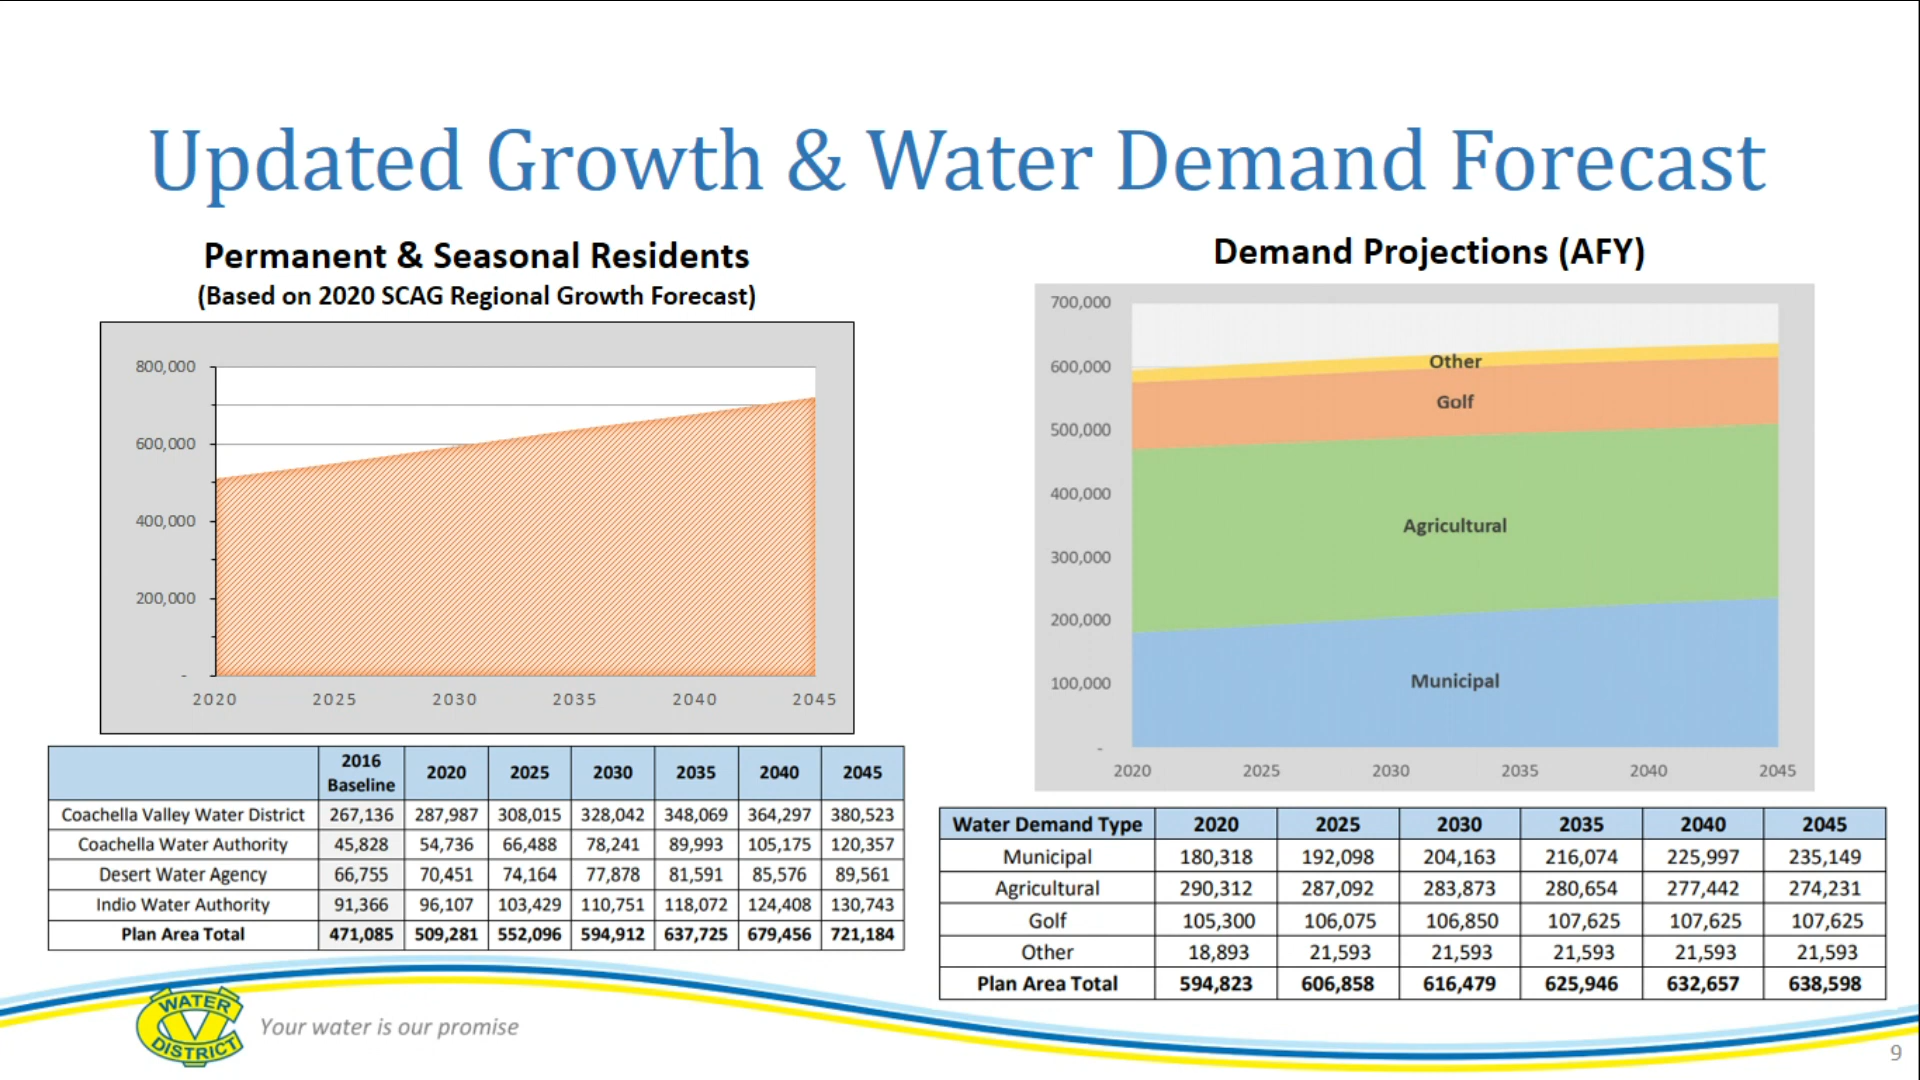 Updated Growth & Water Demand Forecast
Permanent & Seasonal Residents
(Based on 2020 SCAG Regional Growth Forecast)
800,000
600,000
400,000
200,000
-
2020 2025 2030 2035 2040 2045
2016 Baseline 2020 2025 2030 2035 2040 2045
Coachella Valley Water District 267,136 287,987 308,015 328,042 348,069 364,297 380,523
Coachella Water Authority 45,828 54,736 66,488 78,241 89,993 105,175 120,357
Desert Water Agency 66,755 70,451 74,164 77,878 81,591 85,576 89,561
Indio Water Authority 91,366 96,107 103,429 110,751 118,072 124,408 130,743
Plan Area Total 471,085 509,281 552,096 594,912 637,725 679,456 721,184
Demand Projections (AFY)
700,000
600,000
500,000
400,000
300,000
200,000
100,000
-
Other
Golf
Agricultural
Municipal
2020 2025 2030 2035 2040 2045
Water Demand Type 2020 2025 2030 2035 2040 2045
Municipal 180,318 192,098 204,163 216,074 225,997 235,149
Agricultural 290,312 287,092 283,873 280,654 277,442 274,231
Golf 105,300 106,075 106,850 107,625 107,625 107,625
Other 18,893 21,593 21,593 21,593 21,593 21,593
Plan Area Total 594,823 606,858 616,479 625,946 632,657 638,598
WATER
CV
DISTRICT
Your water is our promise
9